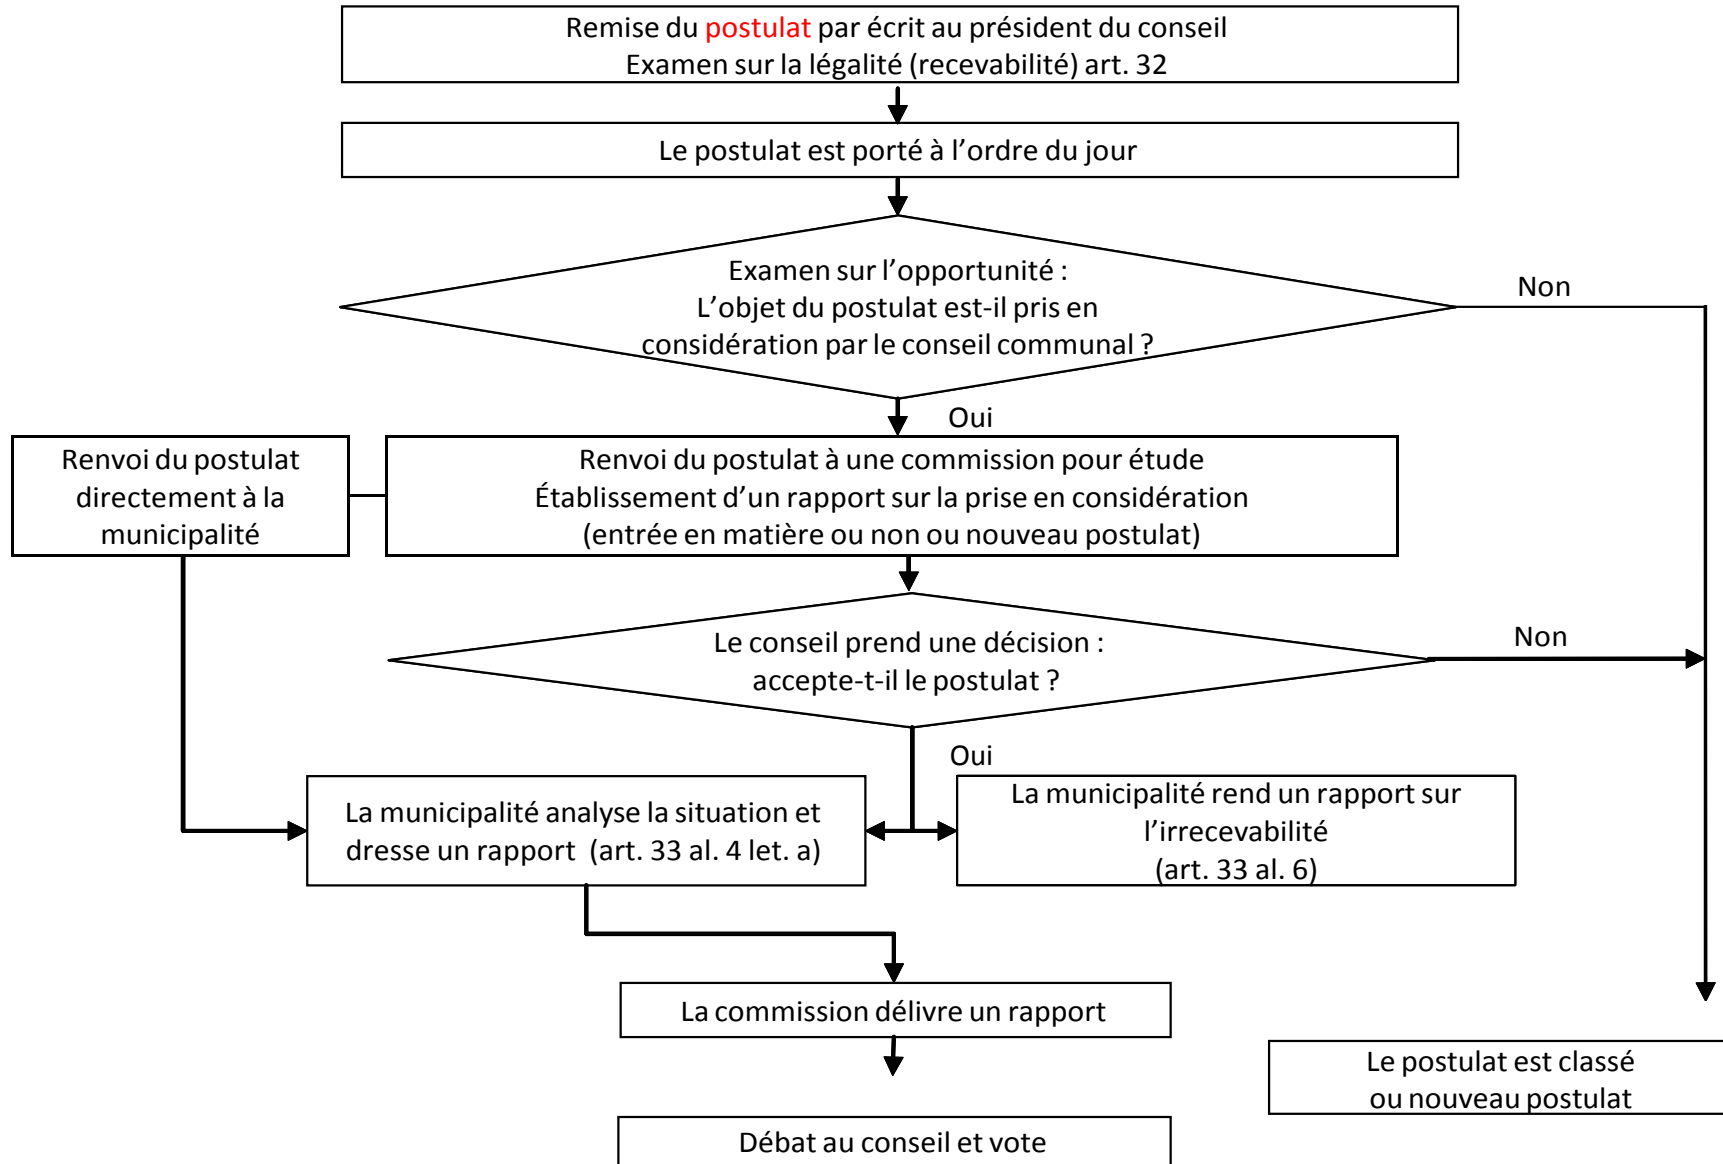 Remise du postulat par écrit au président du conseil
Examen sur la légalité (recevabilité) art. 32
Le postulat est porté à l’ordre du jour
Examen sur l’opportunité :
L’objet du postulat est-il pris en
considération par le conseil communal ?
Non
Oui
Renvoi du postulat
directement à la
municipalité
Renvoi du postulat à une commission pour étude
Établissement d’un rapport sur la prise en considération
(entrée en matière ou non ou nouveau postulat)
Le conseil prend une décision :
accepte-t-il le postulat ?
Non
Oui
La municipalité analyse la situation et
dresse un rapport (art. 33 al. 4 let. a)
La municipalité rend un rapport sur
l’irrecevabilité
(art. 33 al. 6)
La commission délivre un rapport
Le postulat est classé
ou nouveau postulat
Débat au conseil et vote